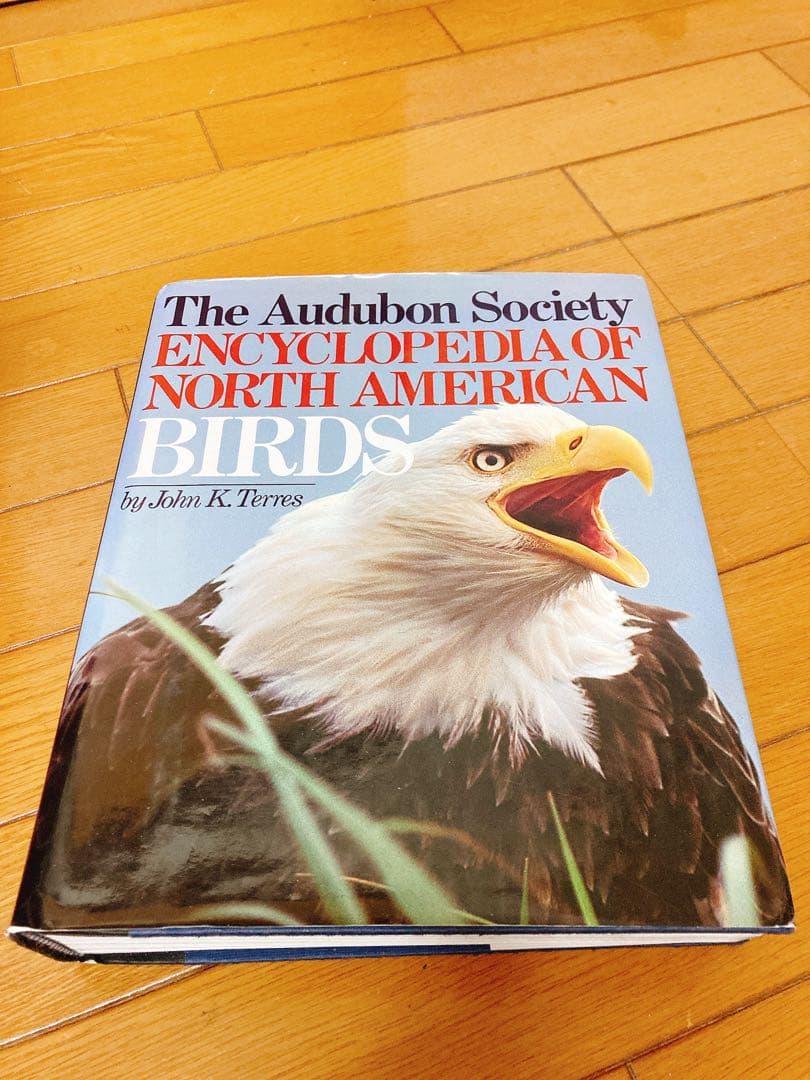 The Audubon Society
ENCYCLOPEDIA OF
NORTH AMERICAN
BIRDS
by John K. Terres